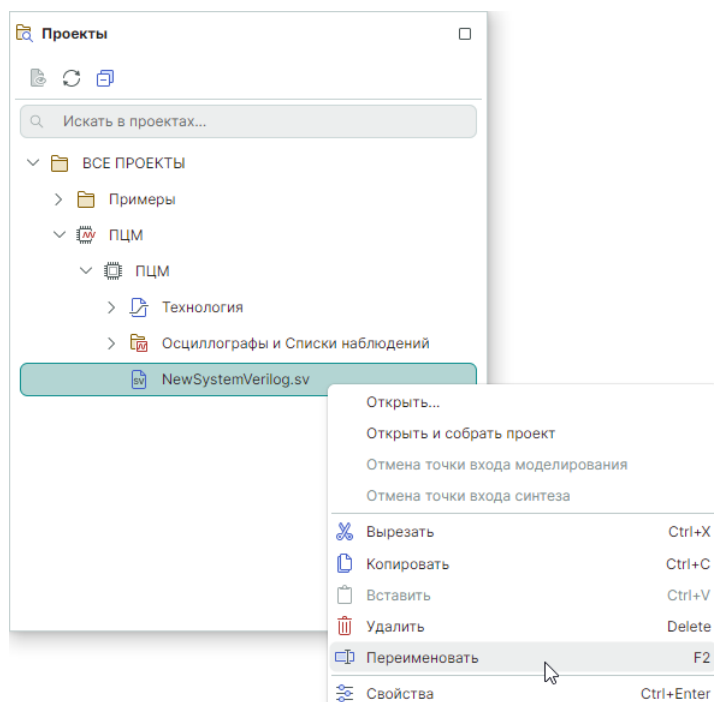 Проекты
Искать в проектах...
ВСЕ ПРОЕКТЫ
Примеры
ПЦМ
ПЦМ
Технология
Осциллографы и Списки наблюдений
sv NewSystemVerilog.sv
Открыть...
Открыть и собрать проект
Отмена точки входа моделирования
Отмена точки входа синтеза
Вырезать Ctrl+X
Копировать Ctrl+C
Вставить Ctrl+V
Удалить Delete
Переименовать F2
Свойства Ctrl+Enter